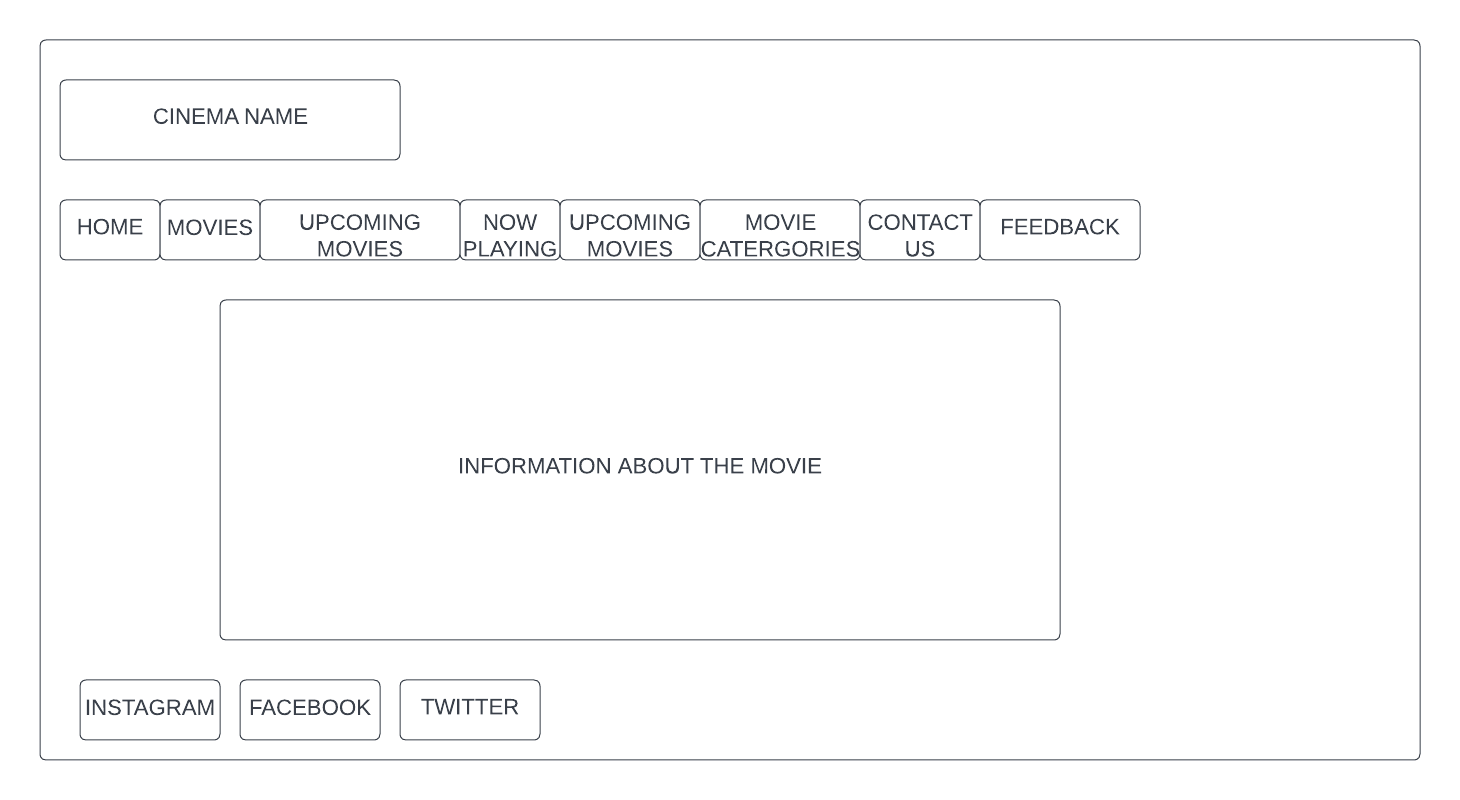 CINEMA NAME
HOME
MOVIES
UPCOMING
MOVIES
NOW
PLAYING
UPCOMING
MOVIES
MOVIE
CATERGORIES
CONTACT
US
FEEDBACK
INFORMATION ABOUT THE MOVIE
INSTAGRAM
FACEBOOK
TWITTER